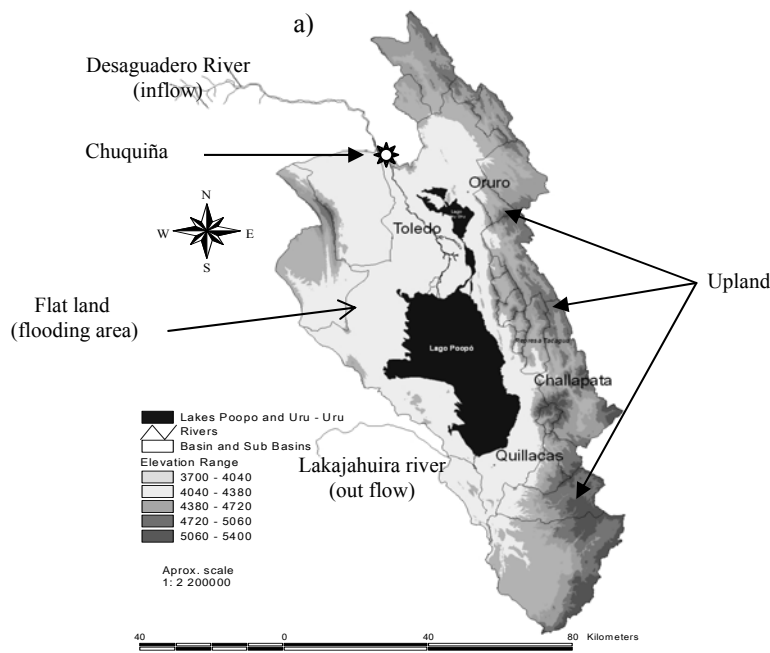 a)
Desaguadero River
(inflow)
Chuquiña
N
W E
S
Oruro
Toledo
Upland
Flat land
(flooding area)
Lago Poopó
Challapata
Lakes Poopo and Uru - Uru
Rivers
Basin and Sub Basins
Elevation Range
3700 - 4040
4040 - 4380
4380 - 4720
4720 - 5060
5060 - 5400
Quillacas
Lakajahuira river
(out flow)
Aprox. scale
1: 2 200000
40 0 40 80 Kilometers